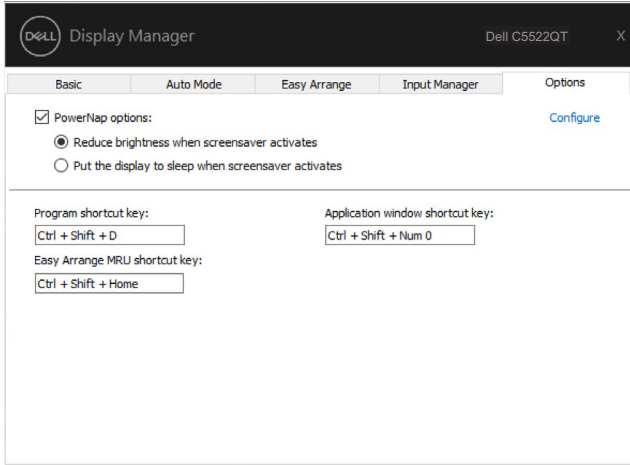 DELL Display Manager Dell C5522QT X
Basic Auto Mode Easy Arrange Input Manager Options
PowerNap options: Configure
Reduce brightness when screensaver activates
Put the display to sleep when screensaver activates
Program shortcut key: Application window shortcut key:
Ctrl + Shift + D Ctrl + Shift + Num 0
Easy Arrange MRU shortcut key:
Ctrl + Shift + Home